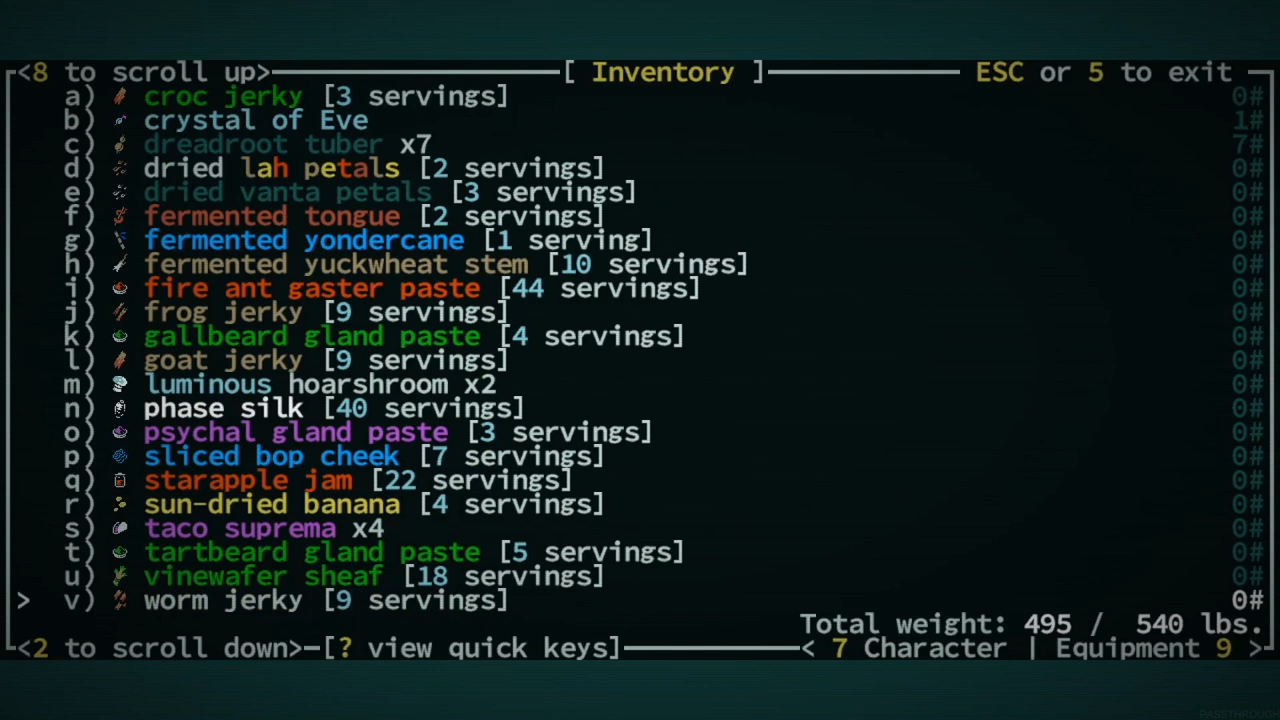 <8 to scroll up> [ Inventory ] ESC or 5 to exit
a) croc jerky [3 servings] 0#
b) crystal of Eve 1#
c) dreadroot tuber x7 7#
d) dried lah petals [2 servings] 0#
e) dried vanta petals [3 servings] 0#
f) fermented tongue [2 servings] 0#
g) fermented yondercane [1 serving] 0#
h) fermented yuckwheat stem [10 servings] 0#
i) fire ant gaster paste [44 servings] 0#
j) frog jerky [9 servings] 0#
k) gallbeard gland paste [4 servings] 0#
l) goat jerky [9 servings] 0#
m) luminous hoarshroom x2 0#
n) phase silk [40 servings] 0#
o) psychal gland paste [3 servings] 0#
p) sliced bop cheek [7 servings] 0#
q) starapple jam [22 servings] 0#
r) sun-dried banana [4 servings] 0#
s) taco suprema x4 0#
t) tartbeard gland paste [5 servings] 0#
u) vinewafer sheaf [18 servings] 0#
> v) worm jerky [9 servings] 0#
Total weight: 495 / 540 lbs.
<2 to scroll down> [? view quick keys] < 7 Character | Equipment 9 >